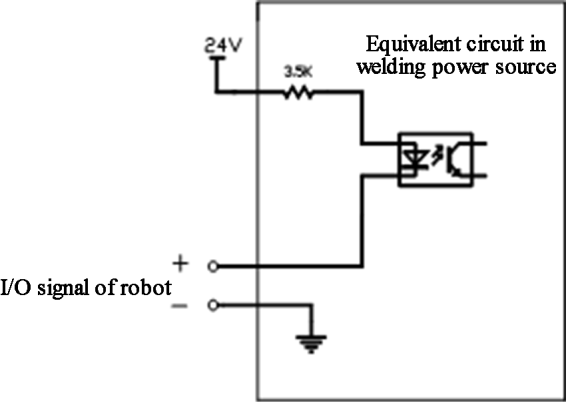 24V
3.5K
Equivalent circuit in
welding power source
+
I/O signal of robot
−